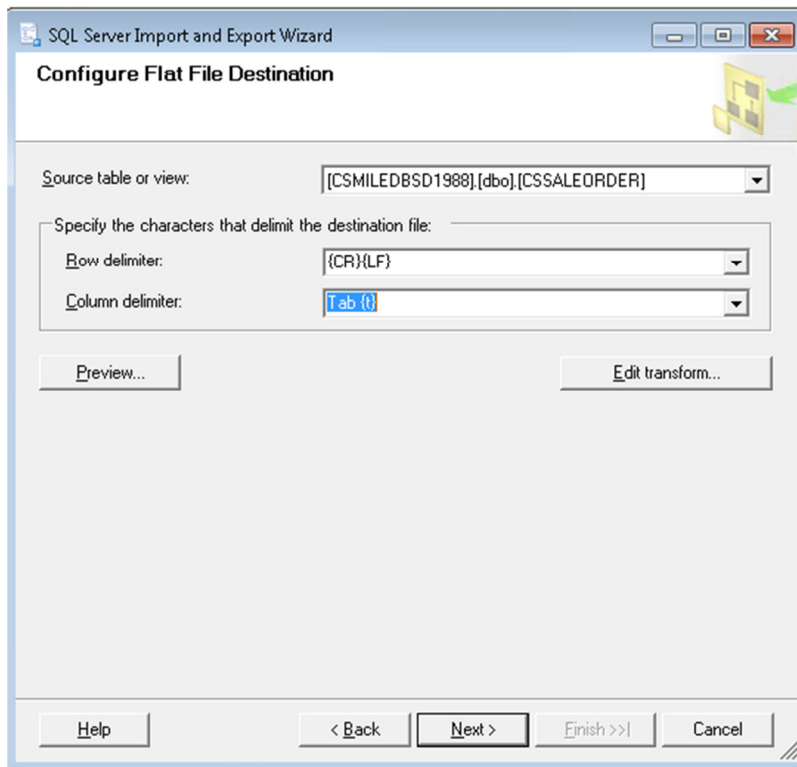 SQL Server Import and Export Wizard
Configure Flat File Destination
Source table or view: [CSMILEDBSD1988].[dbo].[CSSALEORDER]
Specify the characters that delimit the destination file:
Row delimiter: {CR}{LF}
Column delimiter: Tab {t}
Preview... Edit transform...
Help < Back Next > Finish >>| Cancel